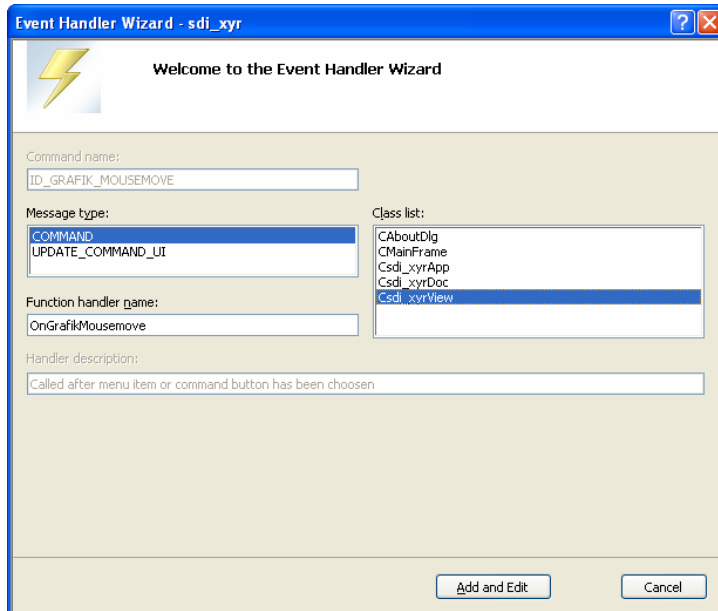 Event Handler Wizard - sdi_xyr
Welcome to the Event Handler Wizard
Command name:
ID_GRAFIK_MOUSEMOVE
Message type:
COMMAND
UPDATE_COMMAND_UI
Class list:
CAboutDlg
CMainFrame
Csdi_xyrApp
Csdi_xyrDoc
Csdi_xyrView
Function handler name:
OnGrafikMousemove
Handler description:
Called after menu item or command button has been choosen
Add and Edit
Cancel